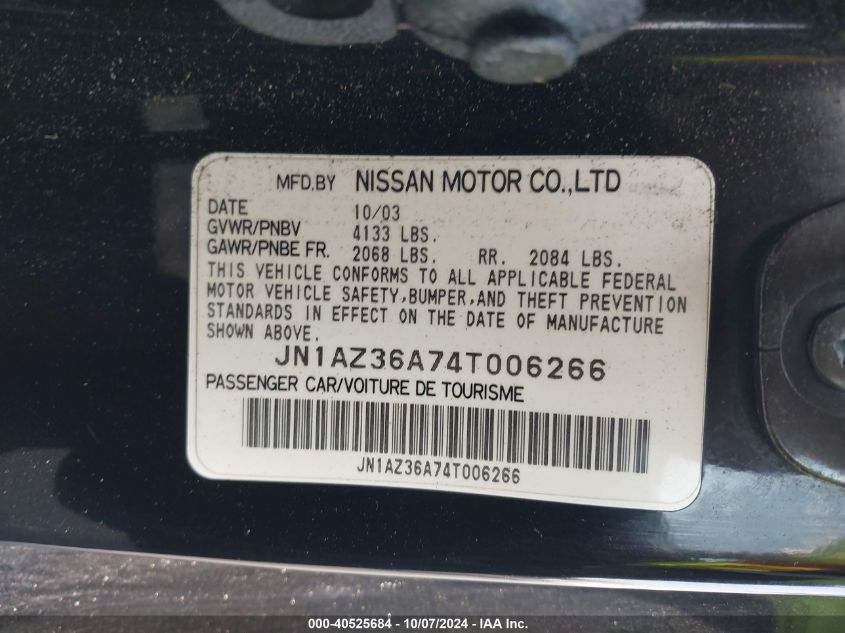 MFD.BY NISSAN MOTOR CO.,LTD
DATE 10/03
GVWR/PNBV 4133 LBS.
GAWR/PNBE FR. 2068 LBS. RR. 2084 LBS.
THIS VEHICLE CONFORMS TO ALL APPLICABLE FEDERAL
MOTOR VEHICLE SAFETY,BUMPER,AND THEFT PREVENTION
STANDARDS IN EFFECT ON THE DATE OF MANUFACTURE
SHOWN ABOVE.
JN1AZ36A74T006266
PASSENGER CAR/VOITURE DE TOURISME
JN1AZ36A74T006266
000-40525684 - 10/07/2024 - IAA Inc.